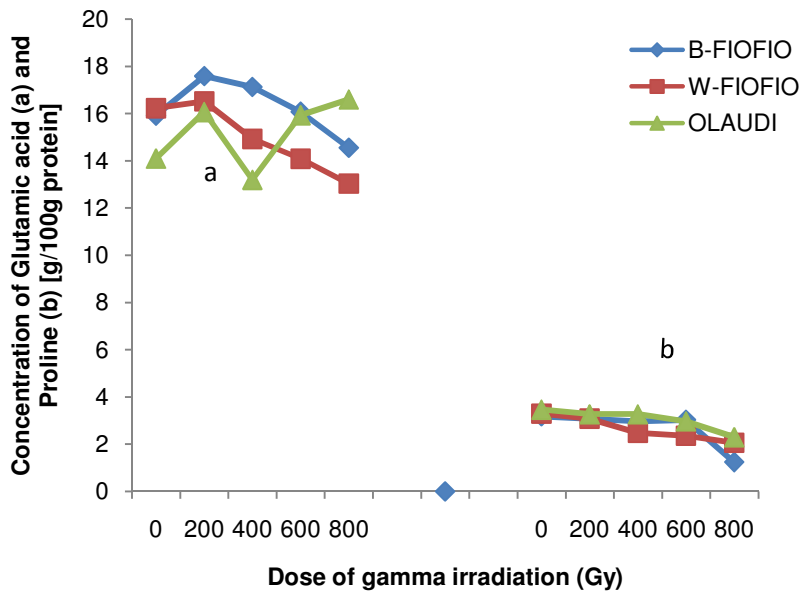 Concentration of Glutamic acid (a) and
Proline (b) [g/100g protein]
20
18
16
14
12
10
8
6
4
2
0
a
b
B-FIOFIO
W-FIOFIO
OLAUDI
0 200 400 600 800 0 200 400 600 800
Dose of gamma irradiation (Gy)